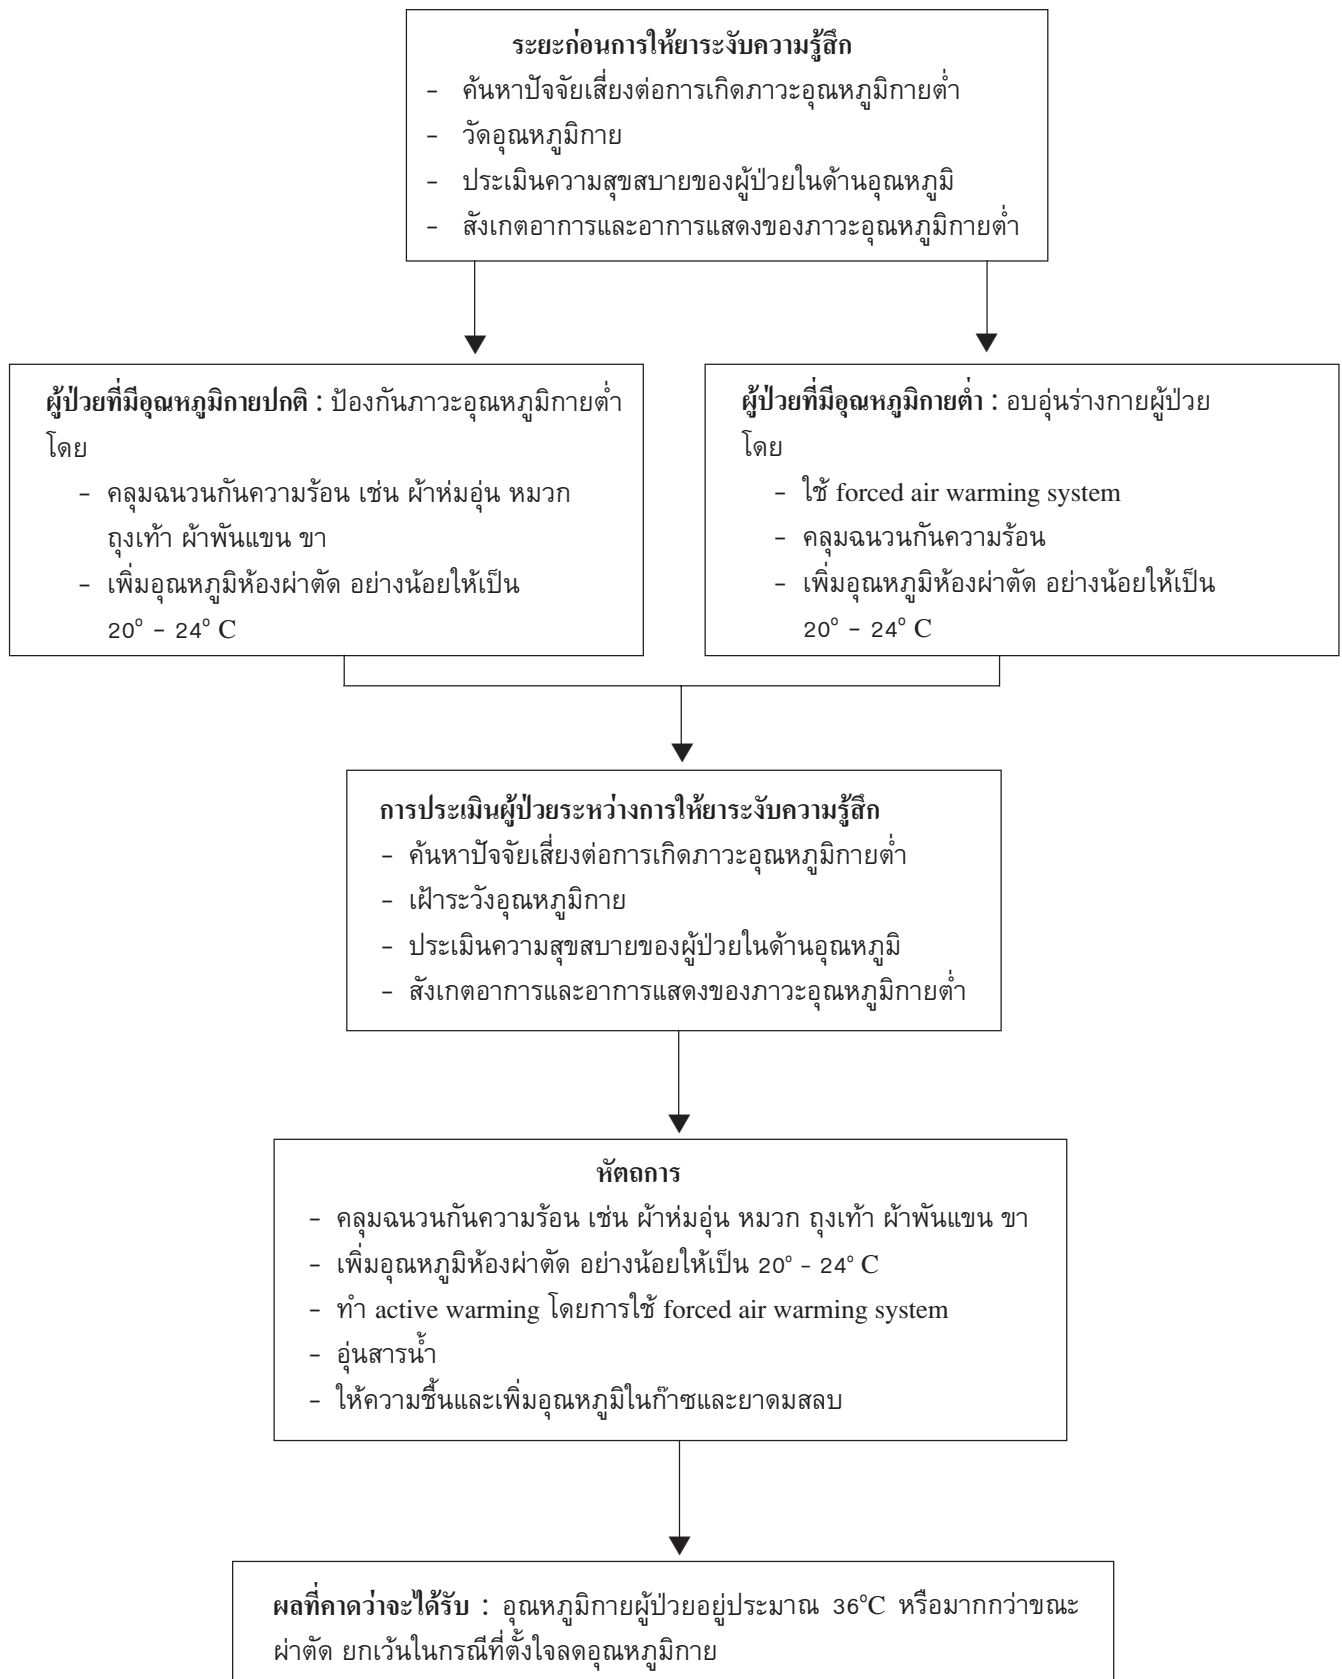 ระยะก่อนการให้ยาระงับความรู้สึก
- ค้นหาปัจจัยเสี่ยงต่อการเกิดภาวะอุณหภูมิกายต่ำ
- วัดอุณหภูมิกาย
- ประเมินความสุขสบายของผู้ป่วยในด้านอุณหภูมิ
- สังเกตอาการและอาการแสดงของภาวะอุณหภูมิกายต่ำ
ผู้ป่วยที่มีอุณหภูมิกายปกติ : ป้องกันภาวะอุณหภูมิกายต่ำ
โดย
- คลุมฉนวนกันความร้อน เช่น ผ้าห่มอุ่น หมวก
ถุงเท้า ผ้าพันแขน ขา
- เพิ่มอุณหภูมิห้องผ่าตัด อย่างน้อยให้เป็น
20° - 24° C
ผู้ป่วยที่มีอุณหภูมิกายต่ำ : อบอุ่นร่างกายผู้ป่วย
โดย
- ใช้ forced air warming system
- คลุมฉนวนกันความร้อน
- เพิ่มอุณหภูมิห้องผ่าตัด อย่างน้อยให้เป็น
20° - 24° C
การประเมินผู้ป่วยระหว่างการให้ยาระงับความรู้สึก
- ค้นหาปัจจัยเสี่ยงต่อการเกิดภาวะอุณหภูมิกายต่ำ
- เฝ้าระวังอุณหภูมิกาย
- ประเมินความสุขสบายของผู้ป่วยในด้านอุณหภูมิ
- สังเกตอาการและอาการแสดงของภาวะอุณหภูมิกายต่ำ
หัตถการ
- คลุมฉนวนกันความร้อน เช่น ผ้าห่มอุ่น หมวก ถุงเท้า ผ้าพันแขน ขา
- เพิ่มอุณหภูมิห้องผ่าตัด อย่างน้อยให้เป็น 20° - 24° C
- ทำ active warming โดยการใช้ forced air warming system
- อุ่นสารน้ำ
- ให้ความชื้นและเพิ่มอุณหภูมิในก๊าซและยาดมสลบ
ผลที่คาดว่าจะได้รับ : อุณหภูมิกายผู้ป่วยอยู่ประมาณ 36°C หรือมากกว่าขณะ
ผ่าตัด ยกเว้นในกรณีที่ตั้งใจลดอุณหภูมิกาย